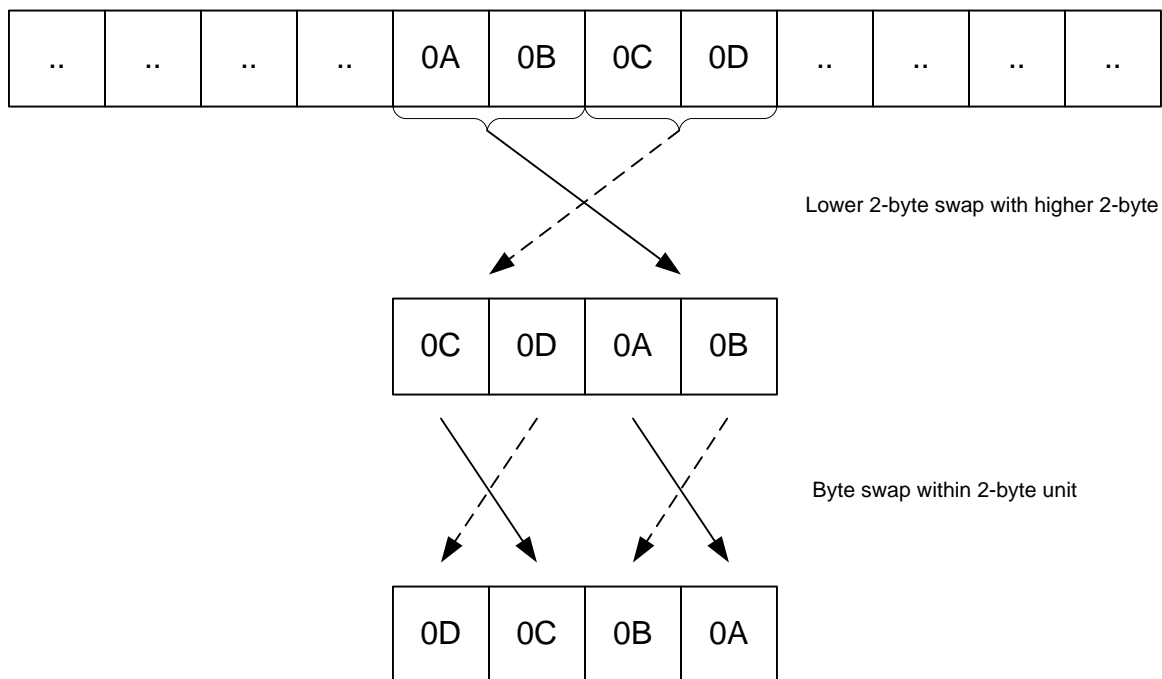 .. .. .. .. 0A 0B 0C 0D .. .. .. ..
Lower 2-byte swap with higher 2-byte
0C 0D 0A 0B
Byte swap within 2-byte unit
0D 0C 0B 0A